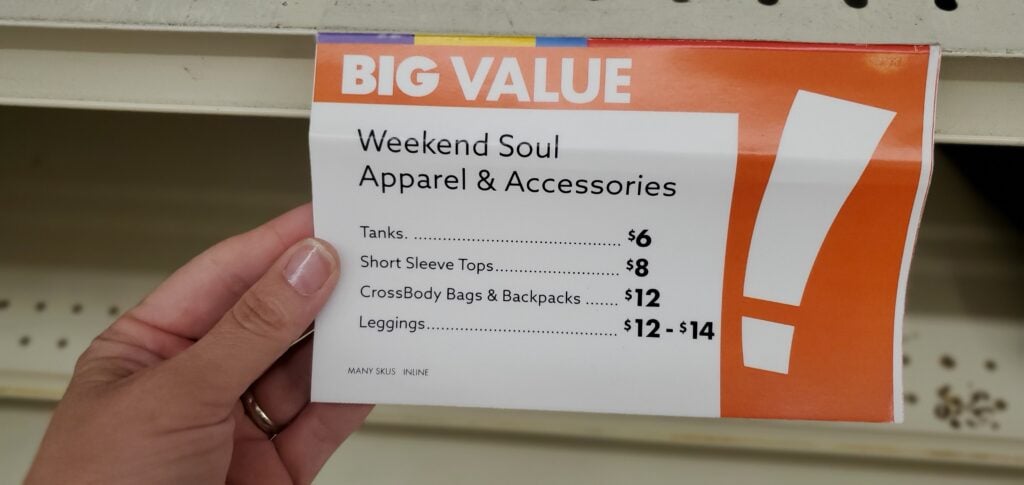 BIG VALUE
Weekend Soul
Apparel & Accessories
Tanks. ........................................... $6
Short Sleeve Tops......................... $8
CrossBody Bags & Backpacks ....... $12
Leggings....................................... $12 - $14
MANY SKUS INLINE
!